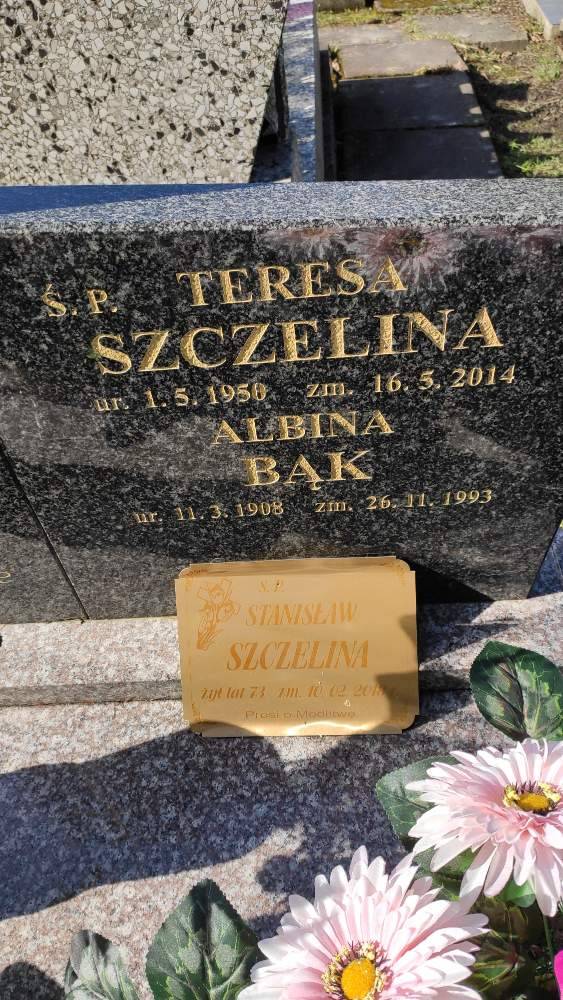 Ś. P. TERESA
SZCZELINA
ur. 1. 5. 1950 zm. 16. 5. 2014
ALBINA
BĄK
ur. 11. 3. 1908 zm. 26. 11. 1993
Ś.P.
STANISŁAW
SZCZELINA
żył lat 73 zm. 10. 02.
Prosi o Modlitwę